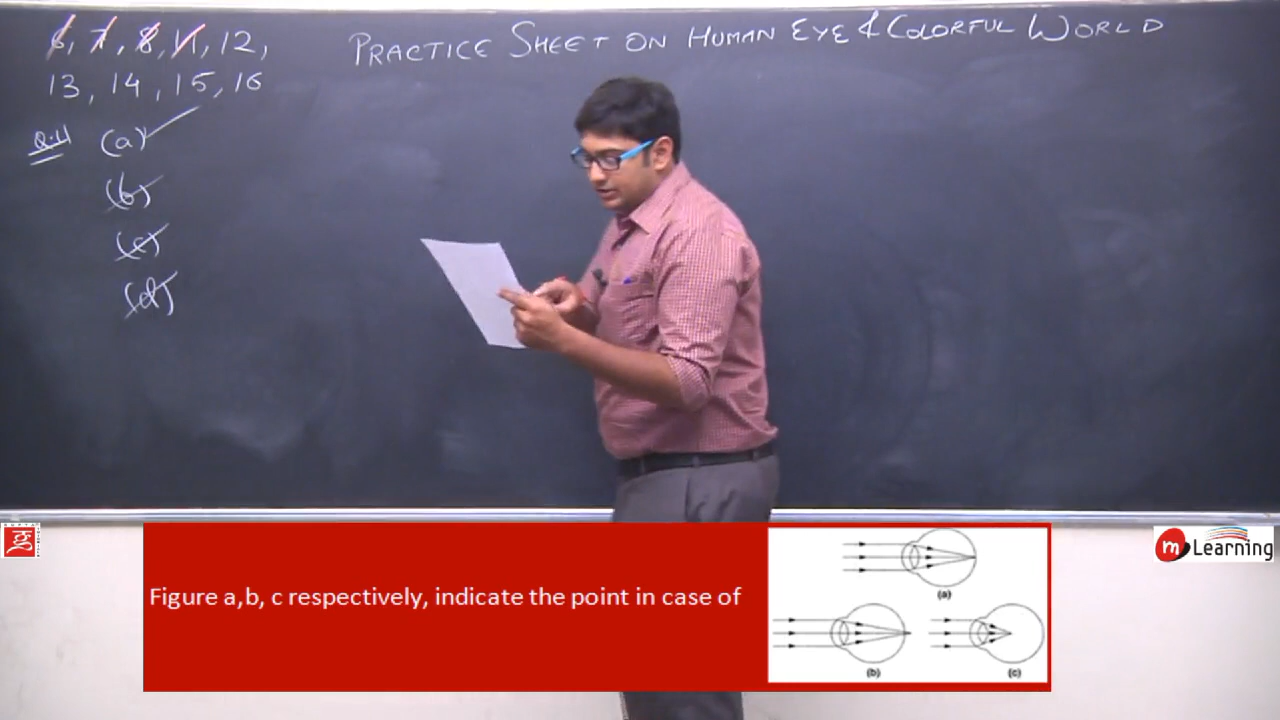 6, 7, 8, 11, 12,
13, 14, 15, 16
PRACTICE SHEET ON HUMAN EYE & COLORFUL WORLD
Q.11
(a)
(b)
(c)
(d)
g
m Learning
Figure a,b, c respectively, indicate the point in case of
(a)
(b)
(c)